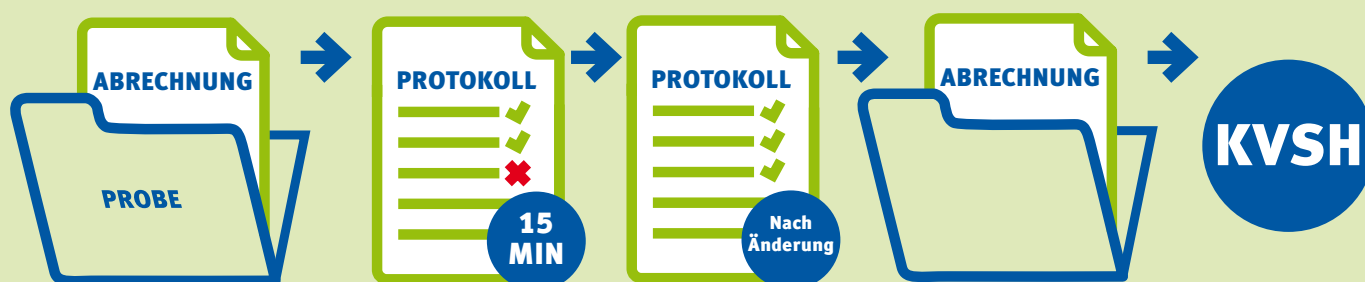 ABRECHNUNG
PROBE
PROTOKOLL
15
MIN
PROTOKOLL
Nach
Änderung
ABRECHNUNG
KVSH